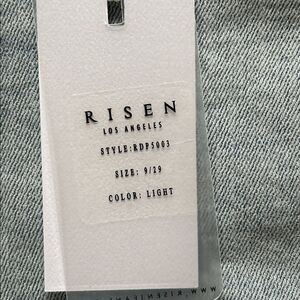 RISEN
LOS ANGELES
STYLE:RDP5003
SIZE: 9/29
COLOR: LIGHT